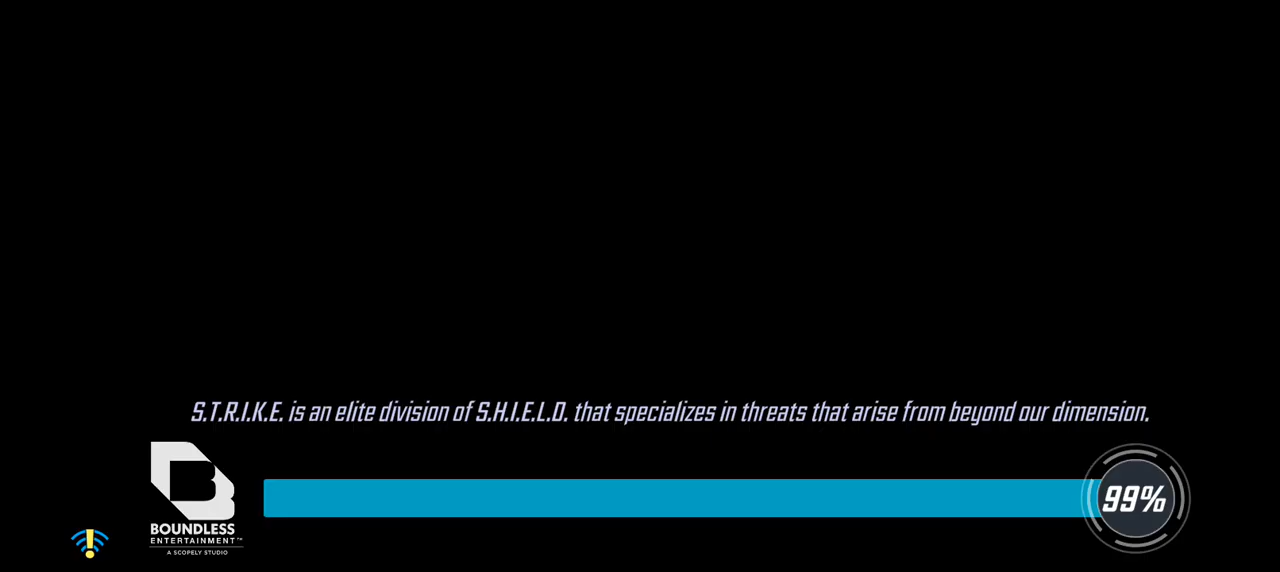 S.T.R.I.K.E. is an elite division of S.H.I.E.L.D. that specializes in threats that arise from beyond our dimension.
99%
BOUNDLESS
ENTERTAINMENT™
A SCOPELY STUDIO